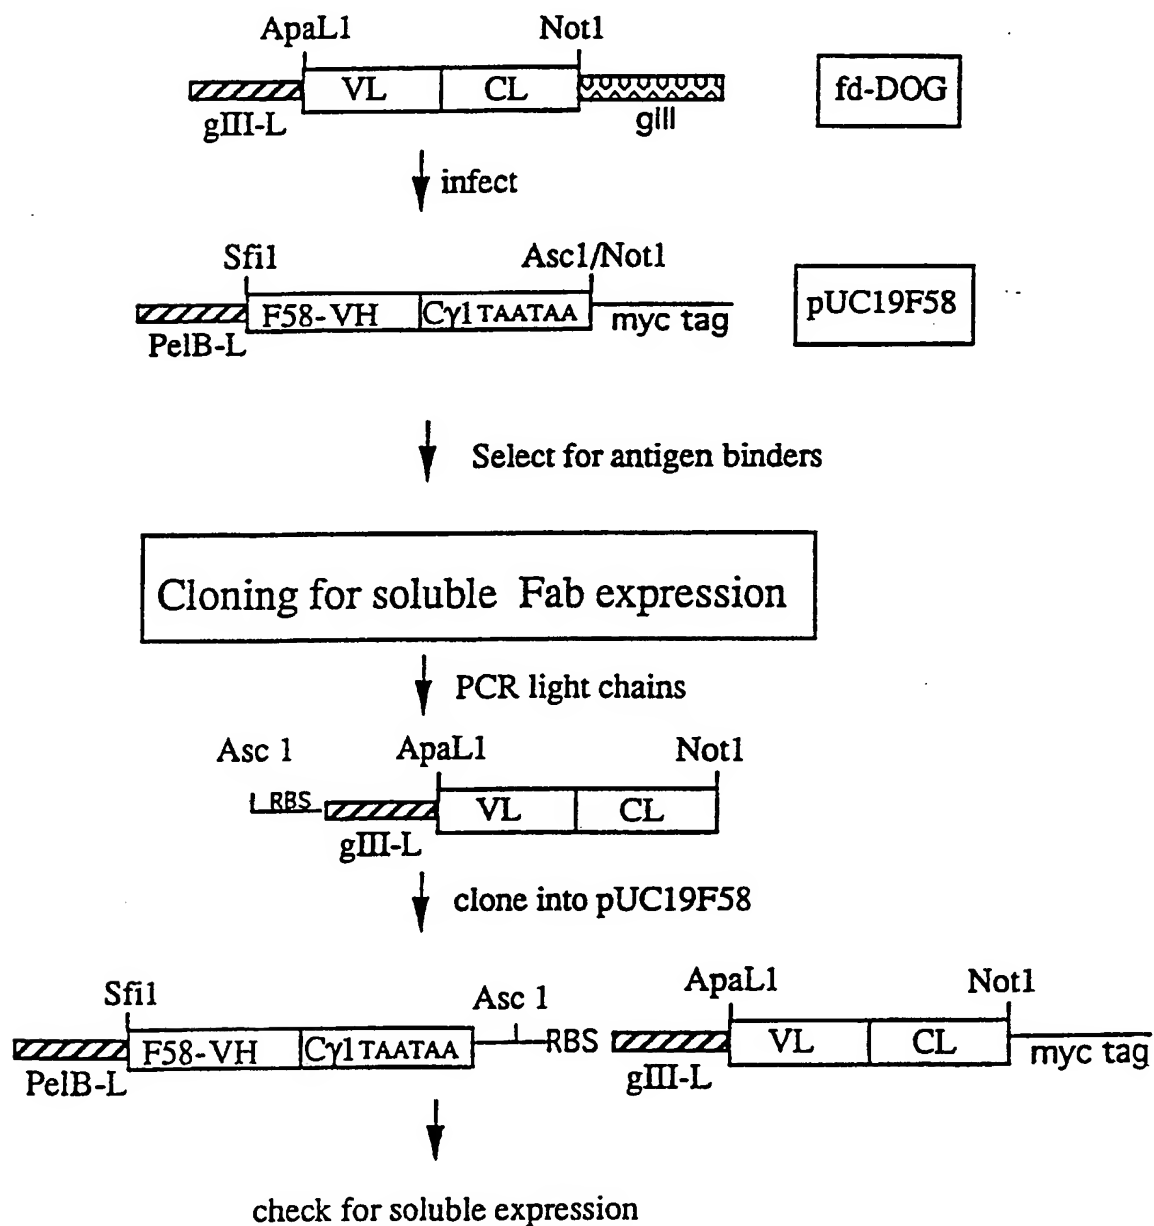 ApaL1 Not1
VL CL fd-DOG
gIII-L gIII
infect
Sfi1 Asc1/Not1
F58-VH Cγ1 TAATAA myc tag pUC19F58
PelB-L
Select for antigen binders
Cloning for soluble Fab expression
PCR light chains
Asc 1 ApaL1 Not1
RBS VL CL
gIII-L
clone into pUC19F58
Sfi1 Asc 1 ApaL1 Not1
F58-VH Cγ1 TAATAA RBS VL CL myc tag
PelB-L gIII-L
check for soluble expression